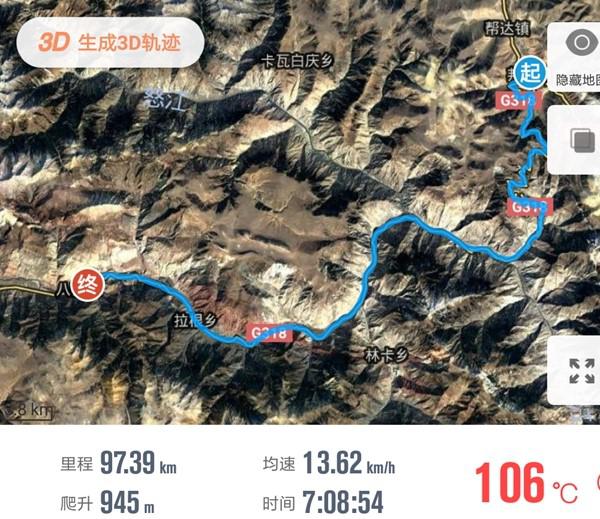 3D 生成3D轨迹
帮达镇
卡瓦白庆乡
起
隐藏地图
怒江
G318
G318
八
终
拉根乡
G318
林卡乡
里程 97.39 km
均速 13.62 km/h
爬升 945 m
时间 7:08:54
106 ℃